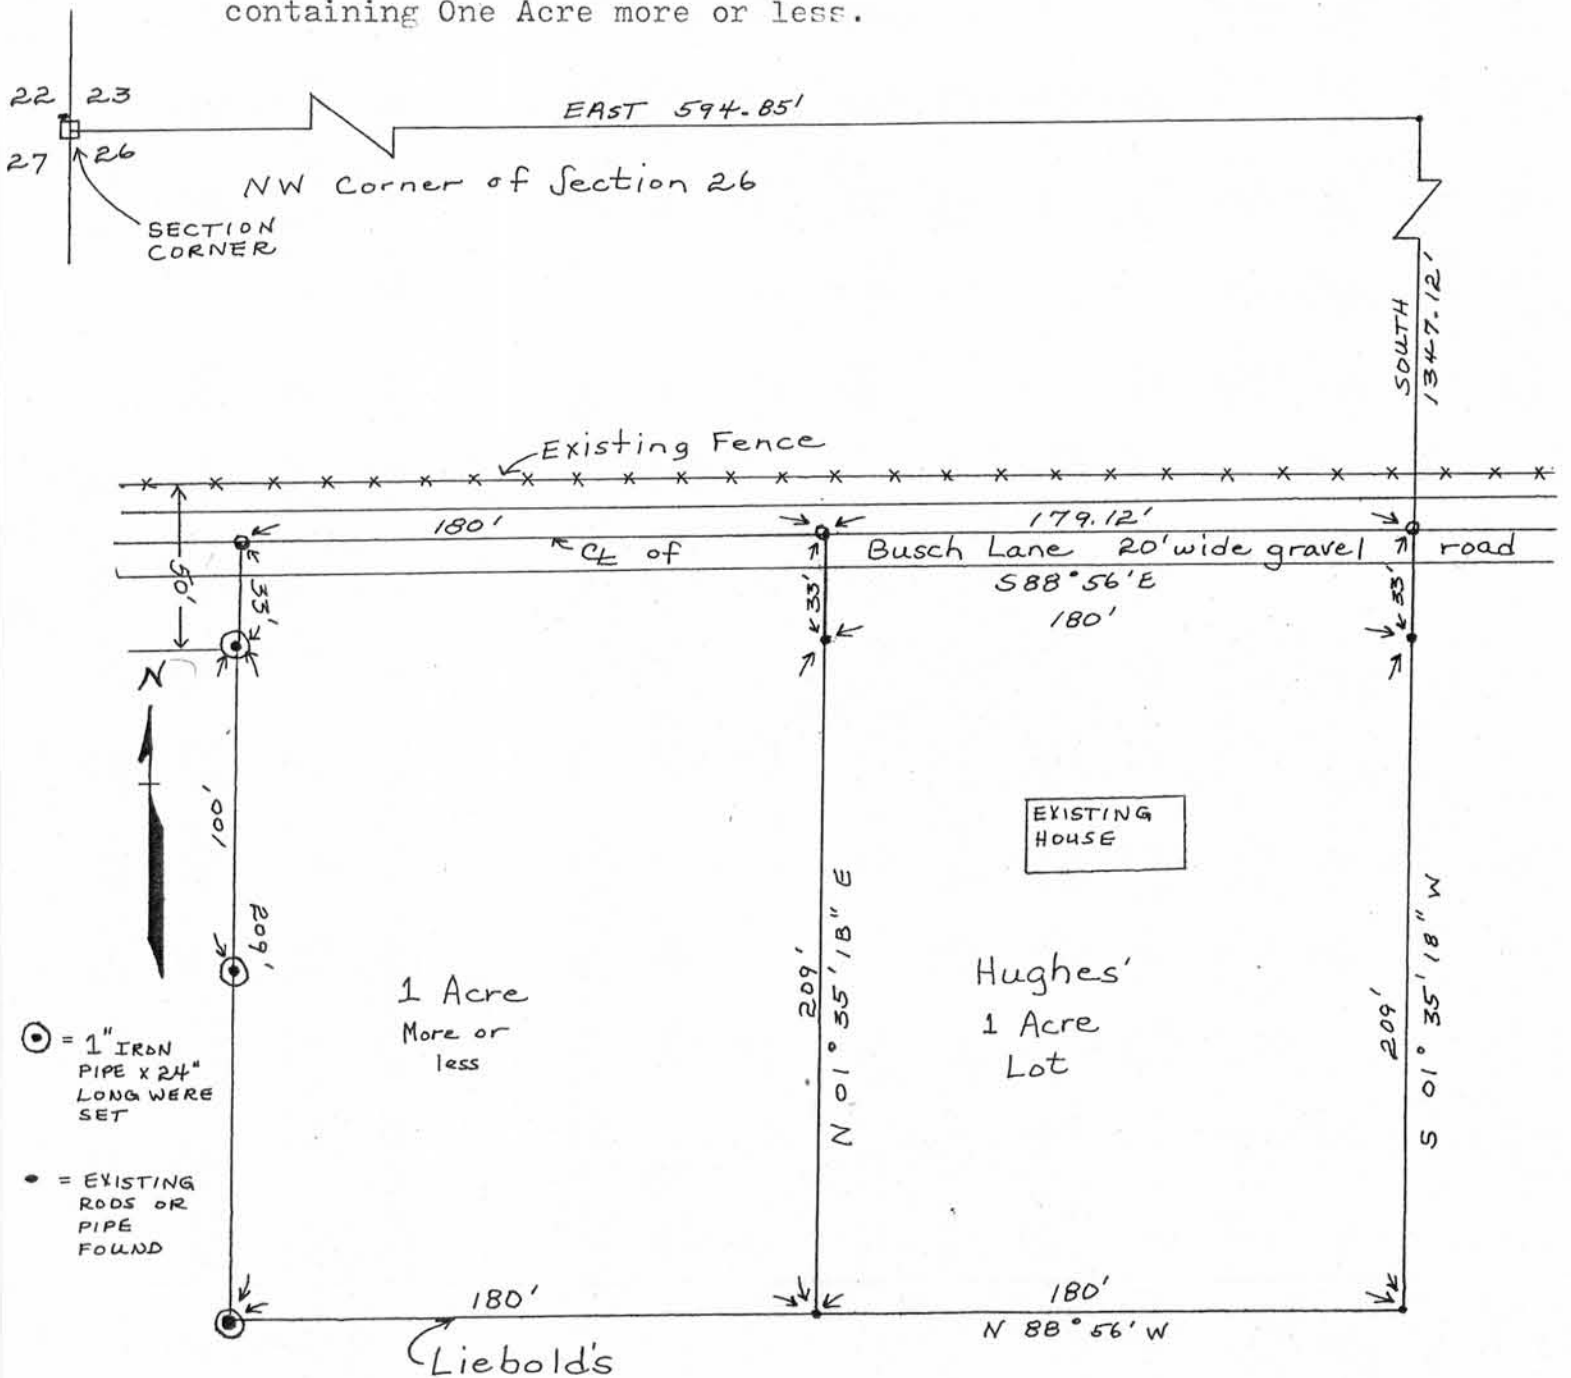 containing One Acre more or less.
22 23
27 26
EAST 594.85'
NW Corner of Section 26
SECTION
CORNER
SOUTH
1347.12'
Existing Fence
180'
179.12'
CL of
Busch Lane 20' wide gravel road
S88°56'E
180'
50'
33'
33'
33'
N
100'
209'
EXISTING
HOUSE
1 Acre
More or
less
209'
N 01° 35' 18" E
Hughes'
1 Acre
Lot
209'
S 01° 35' 18" W
= 1" IRON
PIPE x 24"
LONG WERE
SET
= EXISTING
RODS OR
PIPE
FOUND
180'
180'
N 88°56' W
Liebold's